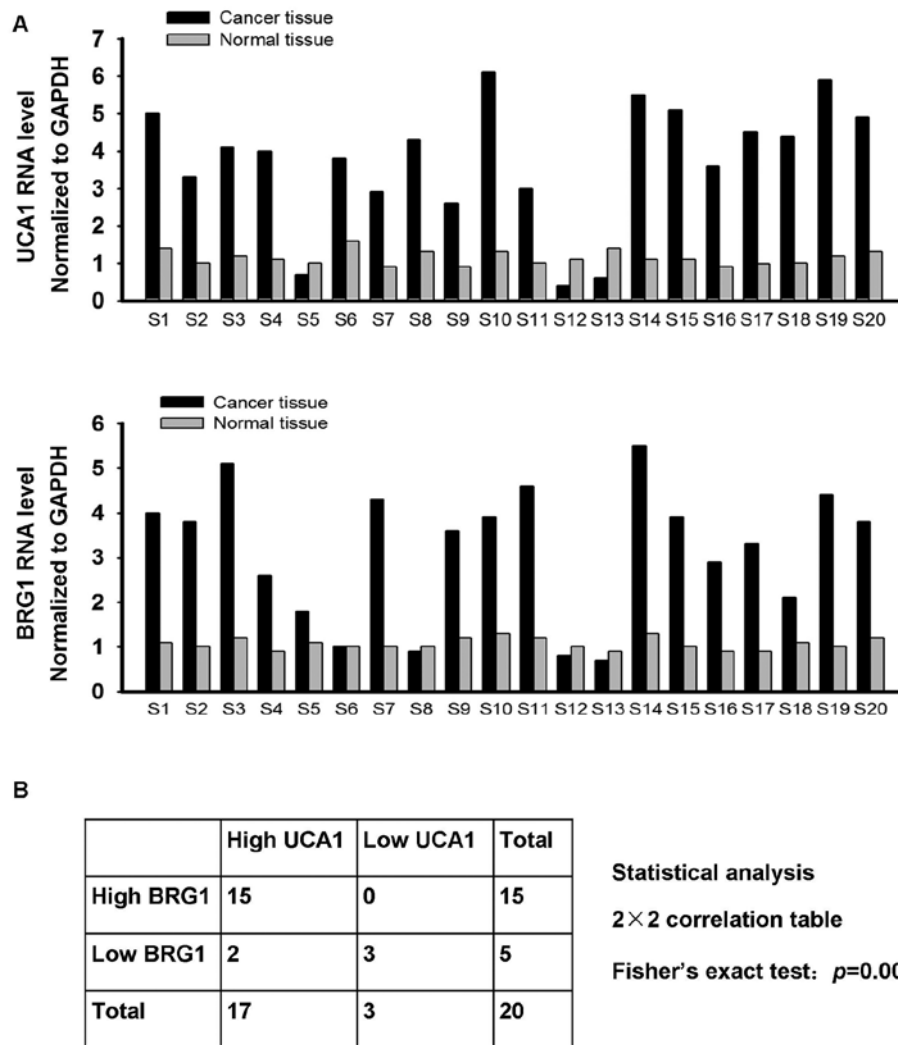 A
Cancer tissue
Normal tissue
UCA1 RNA level
Normalized to GAPDH
7
6
5
4
3
2
1
0
S1 S2 S3 S4 S5 S6 S7 S8 S9 S10 S11 S12 S13 S14 S15 S16 S17 S18 S19 S20
Cancer tissue
Normal tissue
BRG1 RNA level
Normalized to GAPDH
6
5
4
3
2
1
0
S1 S2 S3 S4 S5 S6 S7 S8 S9 S10 S11 S12 S13 S14 S15 S16 S17 S18 S19 S20
B
High UCA1 Low UCA1 Total
High BRG1 15 0 15
Low BRG1 2 3 5
Total 17 3 20
Statistical analysis
2×2 correlation table
Fisher's exact test: p=0.00